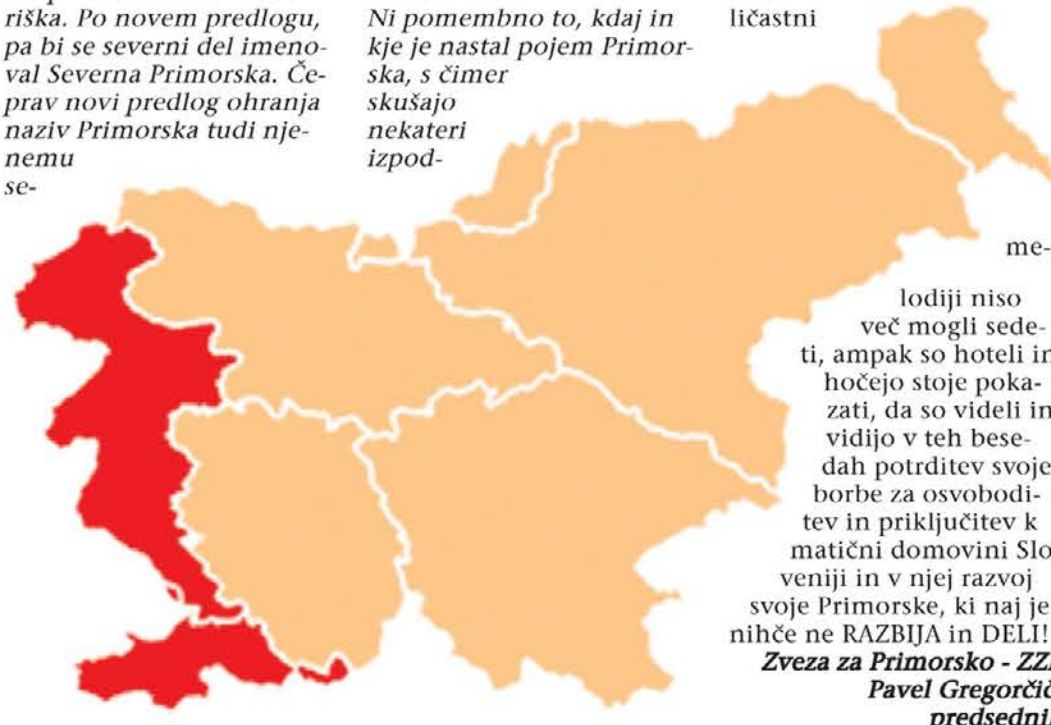 riška. Po novem predlogu,
pa bi se severni del imeno-
val Severna Primorska. Če-
prav novi predlog ohranja
naziv Primorska tudi nje-
nemu
se-
Ni pomembno to, kdaj in
kje je nastal pojem Primor-
ska, s čimer
skušajo
nekateri
izpod-
ličastni
me-
lodiji niso
več mogli sede-
ti, ampak so hoteli in
hočejo stoje poka-
zati, da so videli in
vidijo v teh bese-
dah potrditev svoje
borbe za osvobodi-
tev in priključitev k
matični domovini Slo
veniji in v njej razvoj
svoje Primorske, ki naj je
nihče ne RAZBIJA in DELI!
Zveza za Primorsko -
Pavel Gregorčič